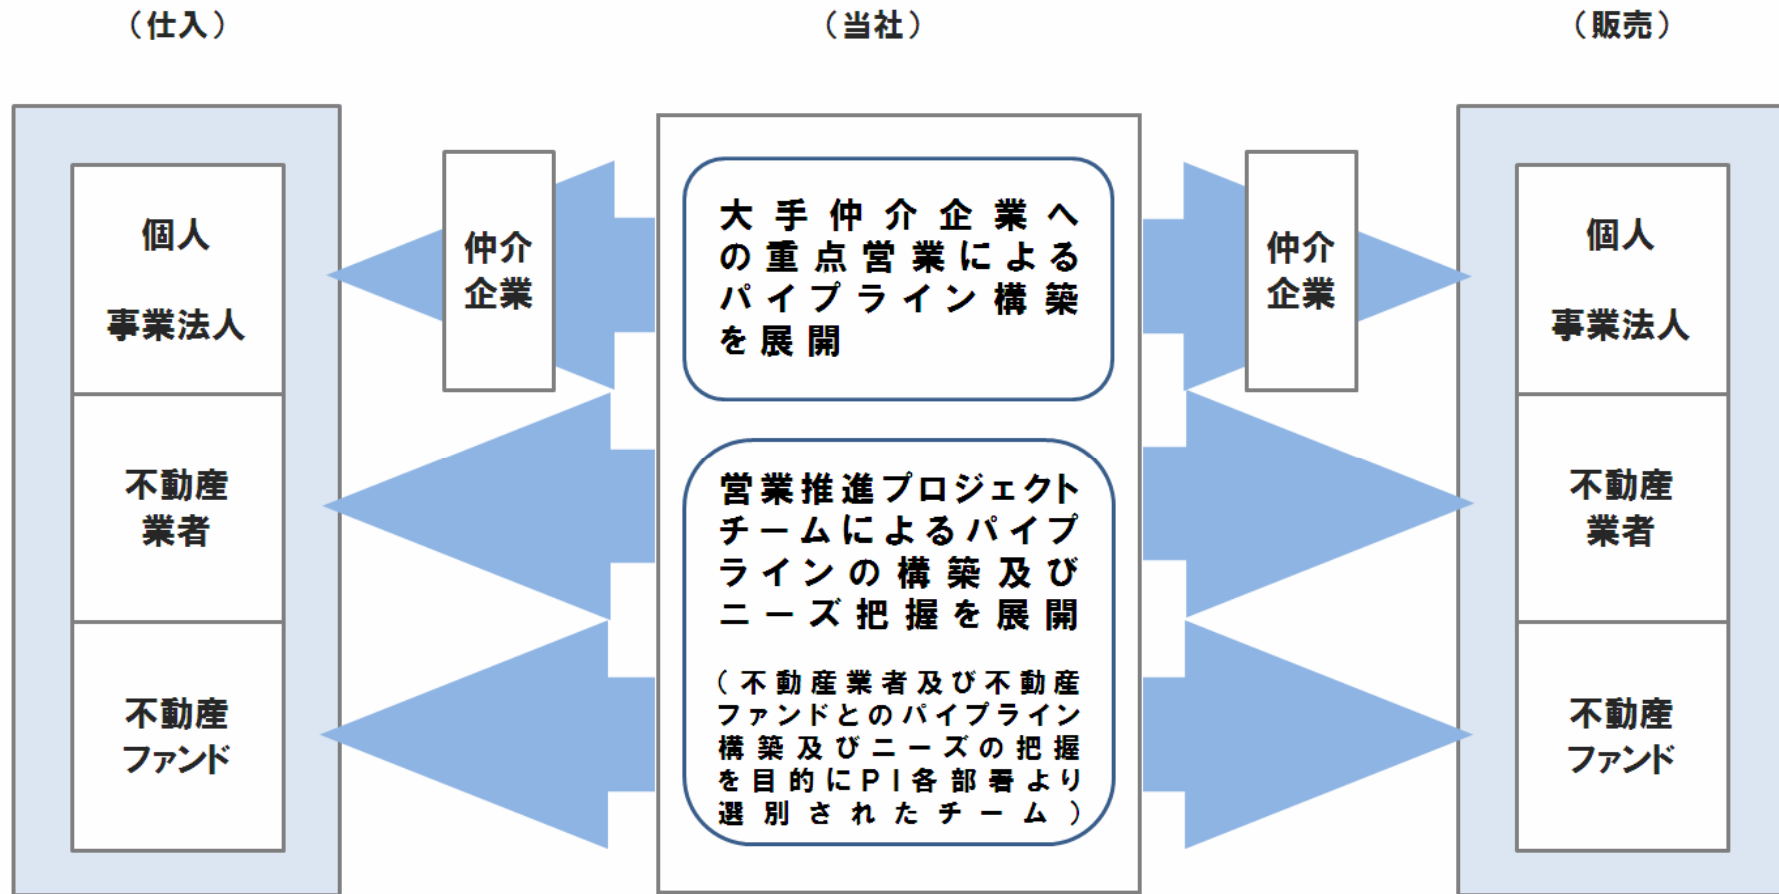 （仕入）
（当社）
（販売）
個人
事業法人
不動産
業者
不動産
ファンド
仲介
企業
大手仲介企業へ
の重点営業による
パイプライン構築
を展開
営業推進プロジェクト
チームによるパイプ
ラインの構築及び
ニーズ把握を展開
（不動産業者及び不動産
ファンドとのパイプライン
構築及びニーズの把握
を目的にＰＩ各部署より
選別されたチーム）
仲介
企業
個人
事業法人
不動産
業者
不動産
ファンド